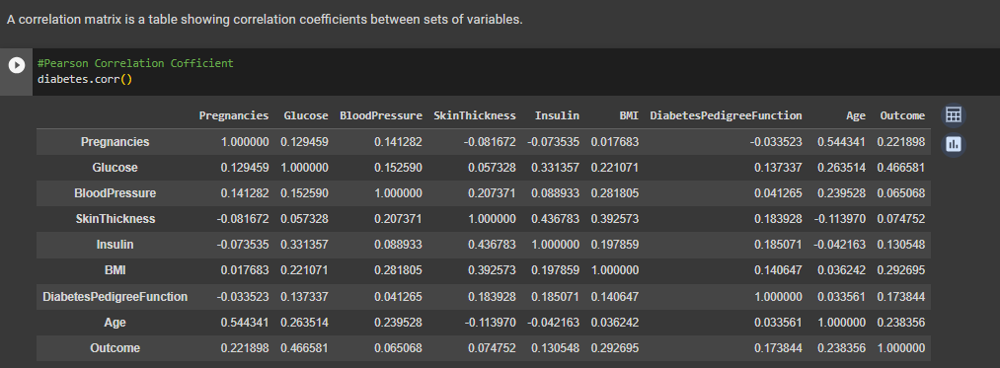 A correlation matrix is a table showing correlation coefficients between sets of variables.
#Pearson Correlation Cofficient
diabetes.corr()
Pregnancies Glucose BloodPressure SkinThickness Insulin BMI DiabetesPedigreeFunction Age Outcome
Pregnancies 1.000000 0.129459 0.141282 -0.081672 -0.073535 0.017683 -0.033523 0.544341 0.221898
Glucose 0.129459 1.000000 0.152590 0.057328 0.331357 0.221071 0.137337 0.263514 0.466581
BloodPressure 0.141282 0.152590 1.000000 0.207371 0.088933 0.281805 0.041265 0.239528 0.065068
SkinThickness -0.081672 0.057328 0.207371 1.000000 0.436783 0.392573 0.183928 -0.113970 0.074752
Insulin -0.073535 0.331357 0.088933 0.436783 1.000000 0.197859 0.185071 -0.042163 0.130548
BMI 0.017683 0.221071 0.281805 0.392573 0.197859 1.000000 0.140647 0.036242 0.292695
DiabetesPedigreeFunction -0.033523 0.137337 0.041265 0.183928 0.185071 0.140647 1.000000 0.033561 0.173844
Age 0.544341 0.263514 0.239528 -0.113970 -0.042163 0.036242 0.033561 1.000000 0.238356
Outcome 0.221898 0.466581 0.065068 0.074752 0.130548 0.292695 0.173844 0.238356 1.000000